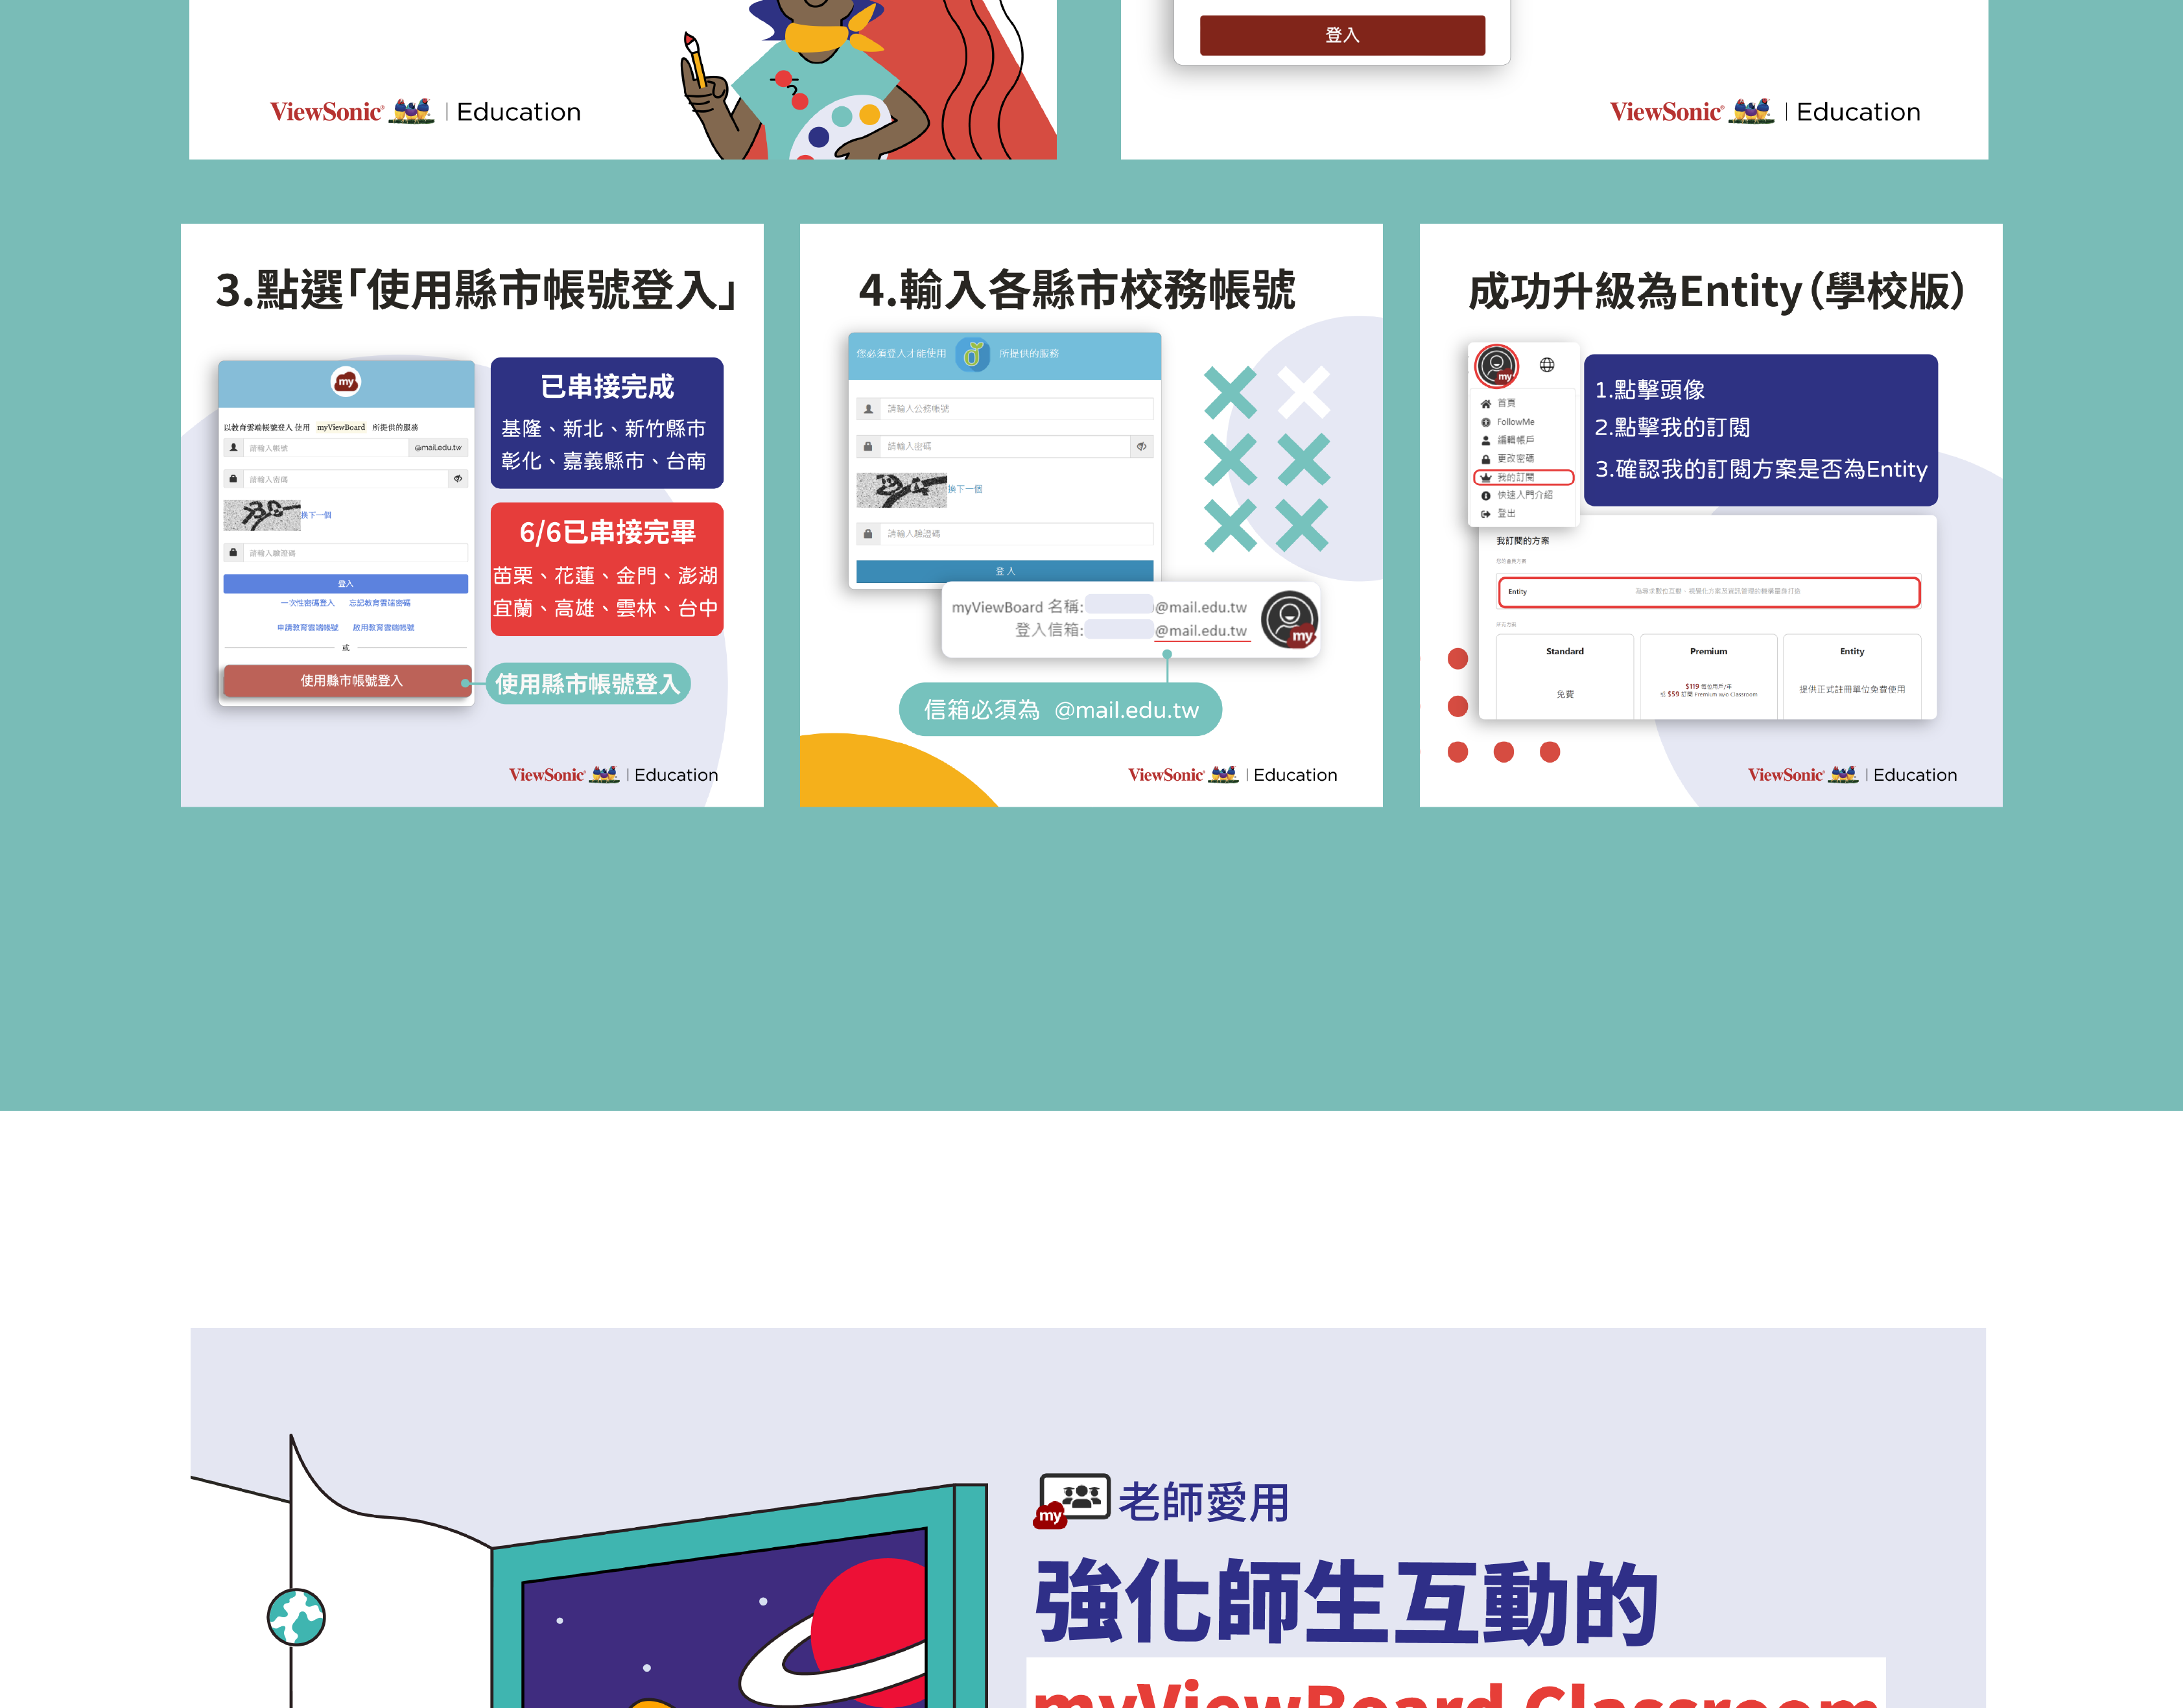 ViewSonic® | Education
登入
ViewSonic® | Education
3.點選「使用縣市帳號登入」
my
以教育雲端帳號登入 使用 myViewBoard 所提供的服務
請輸入帳號 @mail.edu.tw
請輸入密碼
換下一個
請輸入驗證碼
登入
一次性密碼登入 忘記教育雲端密碼
申請教育雲端帳號 啟用教育雲端帳號
或
使用縣市帳號登入
已串接完成
基隆、新北、新竹縣市
彰化、嘉義縣市、台南
6/6已串接完畢
苗栗、花蓮、金門、澎湖
宜蘭、高雄、雲林、台中
使用縣市帳號登入
ViewSonic® | Education
4.輸入各縣市校務帳號
您必須登入才能使用 所提供的服務
請輸入公務帳號
請輸入密碼
換下一個
請輸入驗證碼
登入
myViewBoard 名稱: @mail.edu.tw
登入信箱: @mail.edu.tw
my
信箱必須為 @mail.edu.tw
ViewSonic® | Education
成功升級為Entity(學校版)
my
首頁
FollowMe
編輯帳戶
更改密碼
我的訂閱
快速入門介紹
登出
1.點擊頭像
2.點擊我的訂閱
3.確認我的訂閱方案是否為Entity
我訂閱的方案
Entity
Standard
免費
Premium
$119 每位用戶/年
或 $59 訂閱 Premium w/o Classroom
Entity
提供正式註冊單位免費使用
ViewSonic® | Education
my
老師愛用
強化師生互動的
myViewBoard Classroom